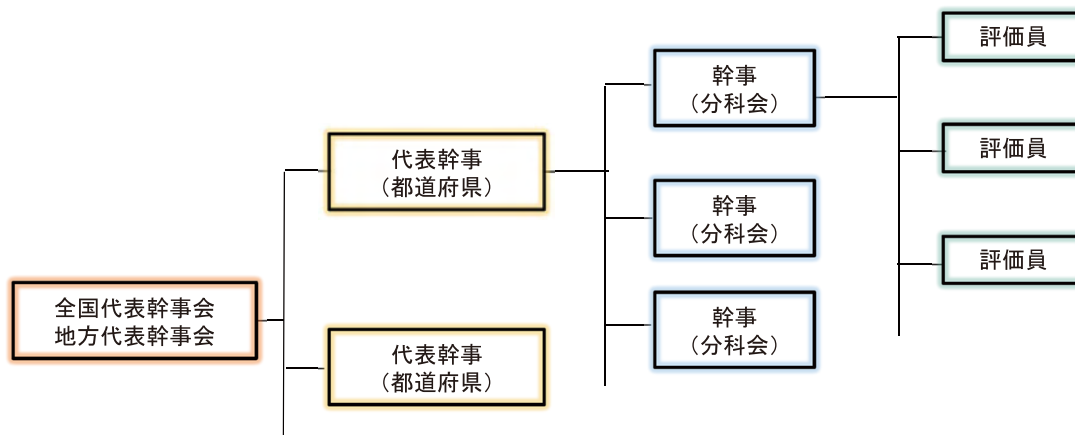 全国代表幹事会
地方代表幹事会
代表幹事
（都道府県）
代表幹事
（都道府県）
幹事
（分科会）
幹事
（分科会）
幹事
（分科会）
評価員
評価員
評価員